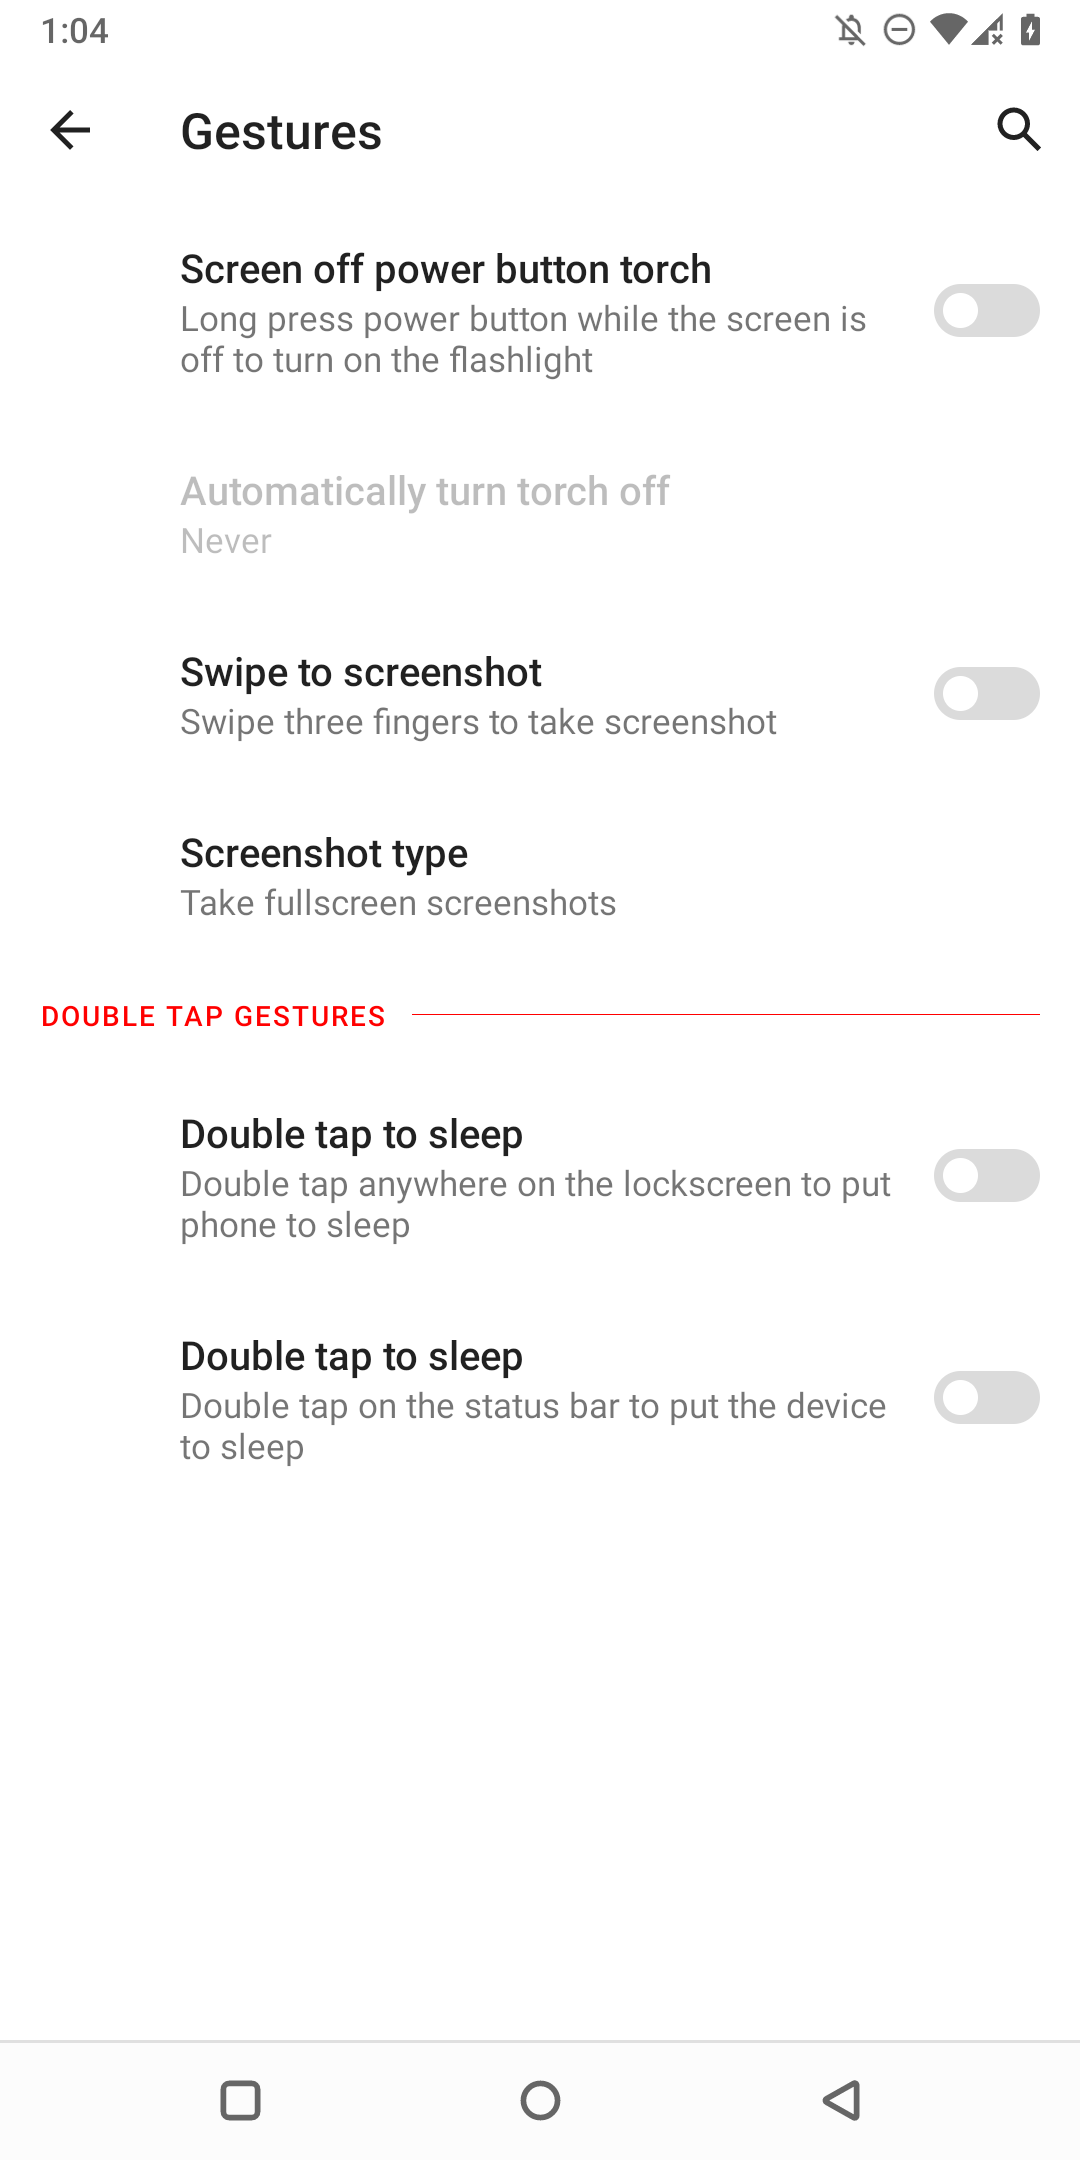 1:04
Gestures
Screen off power button torch
Long press power button while the screen is
off to turn on the flashlight
Automatically turn torch off
Never
Swipe to screenshot
Swipe three fingers to take screenshot
Screenshot type
Take fullscreen screenshots
DOUBLE TAP GESTURES
Double tap to sleep
Double tap anywhere on the lockscreen to put
phone to sleep
Double tap to sleep
Double tap on the status bar to put the device
to sleep